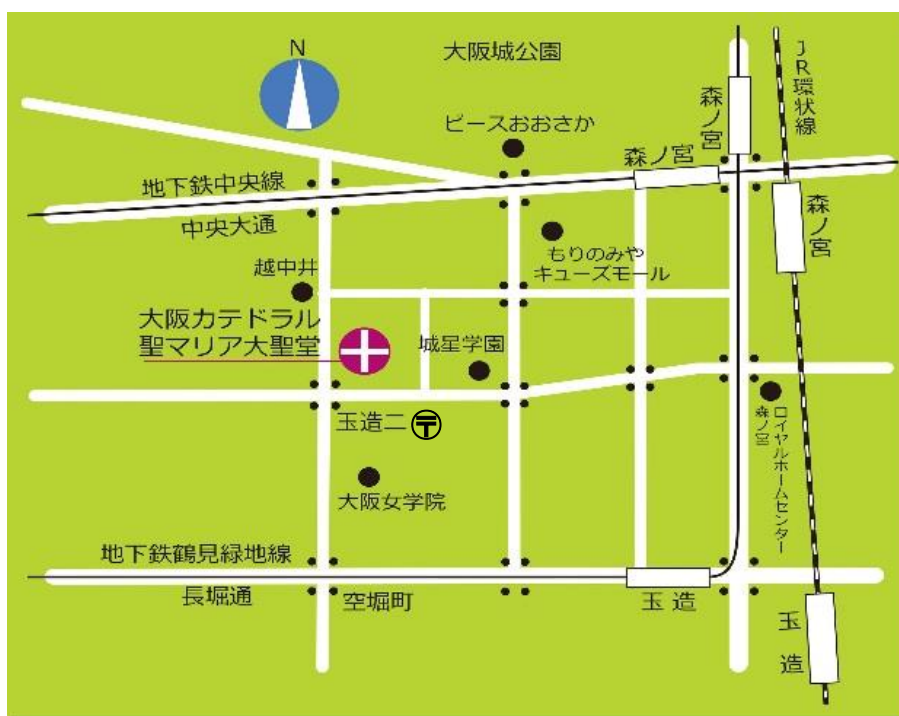 N
大阪城公園
JR環状線
森ノ宮
ピースおおさか
森ノ宮
地下鉄中央線
中央大通
森ノ宮
もりのみや
キューズモール
越中井
大阪カテドラル
聖マリア大聖堂
城星学園
玉造二
〒
ロイヤルホームセンター
森ノ宮
大阪女学院
地下鉄鶴見緑地線
長堀通
空堀町
玉造
玉造